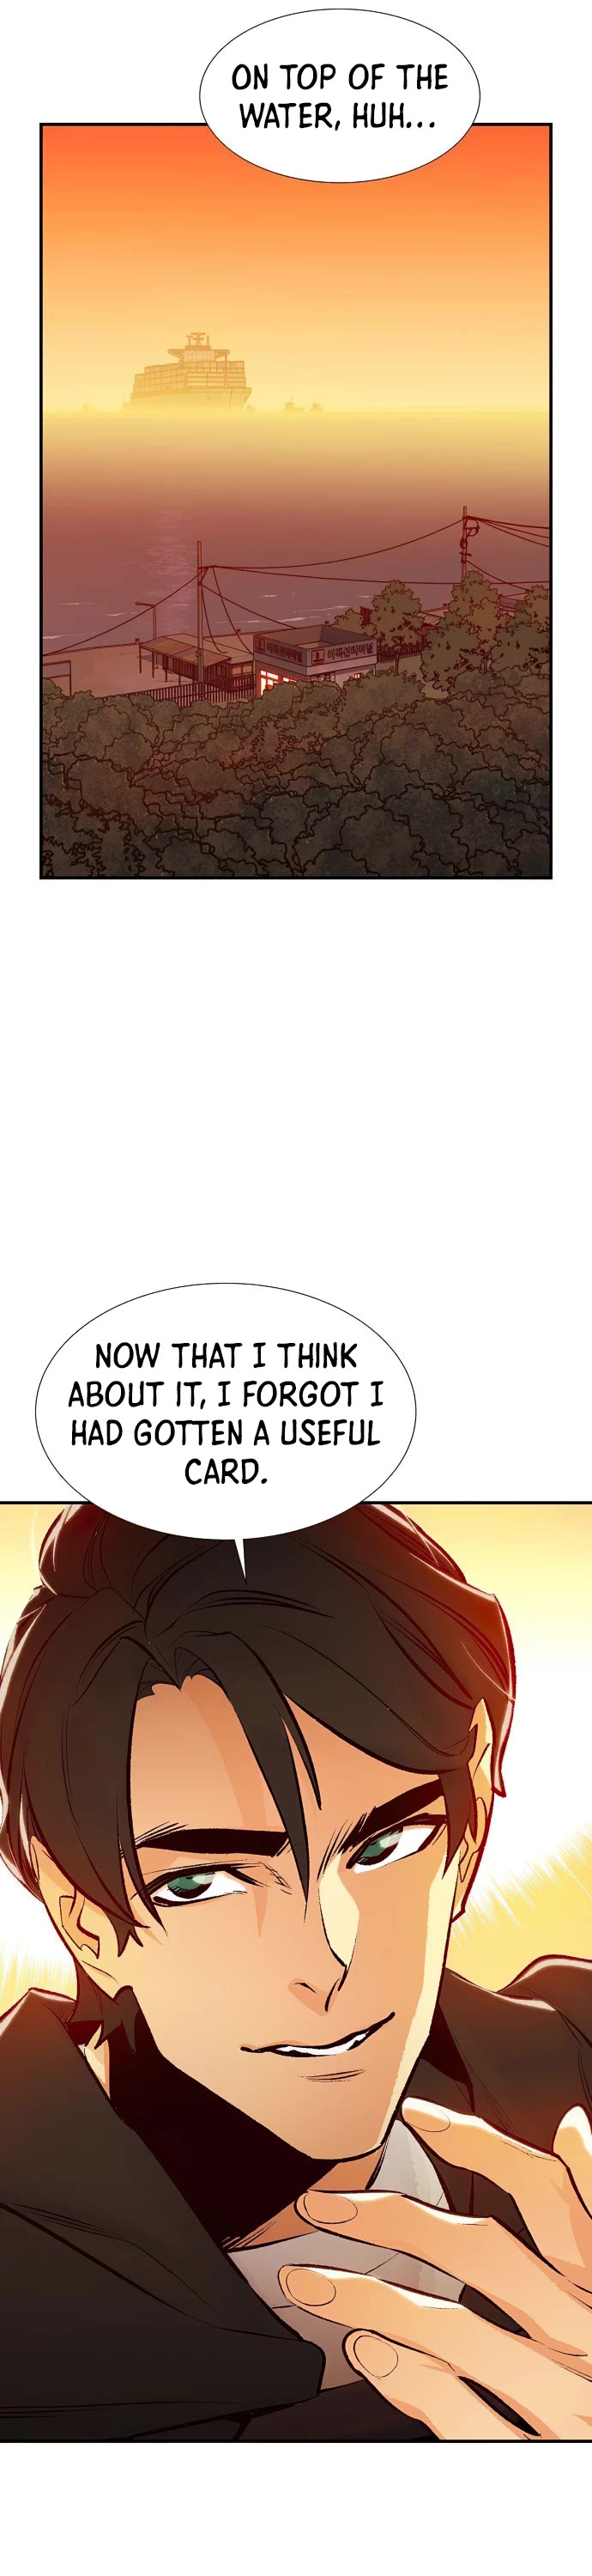 ON TOP OF THE
WATER, HUH...
NOW THAT I THINK
ABOUT IT, I FORGOT I
HAD GOTTEN A USEFUL
CARD.